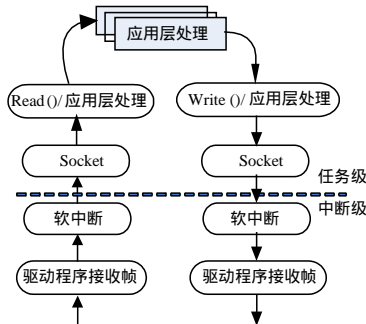 应用层处理
Read ()/ 应用层处理
Write ()/ 应用层处理
Socket
Socket
任务级
中断级
软中断
软中断
驱动程序接收帧
驱动程序接收帧